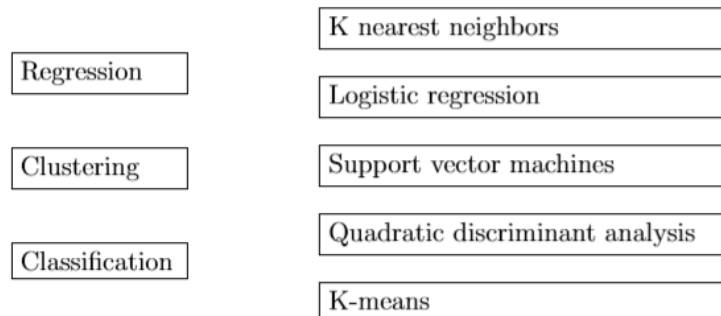 Regression
Clustering
Classification
K nearest neighbors
Logistic regression
Support vector machines
Quadratic discriminant analysis
K-means